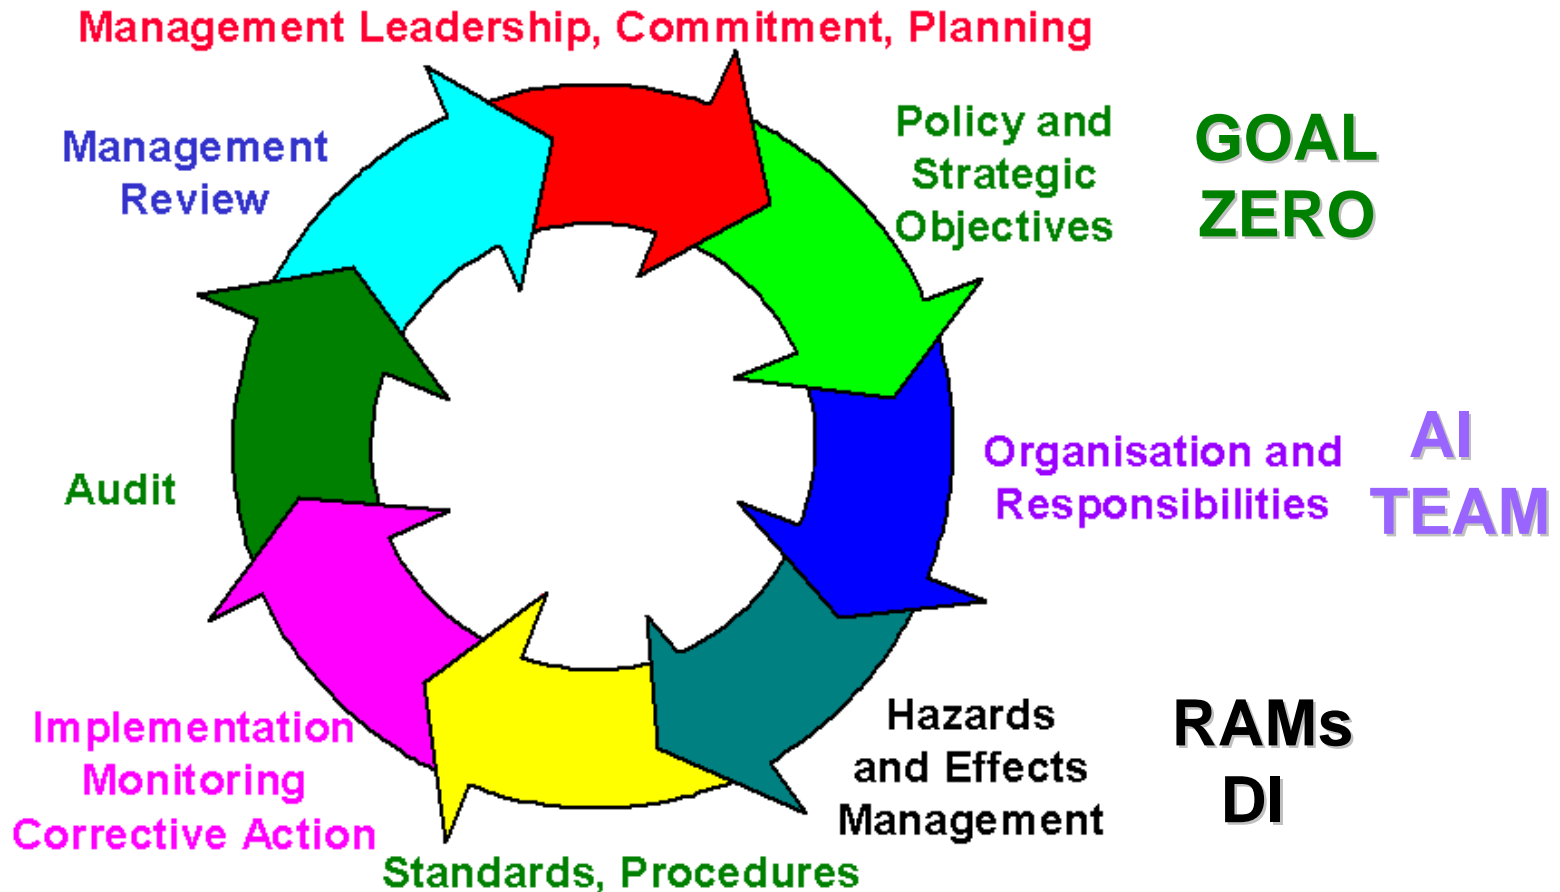 Management Leadership, Commitment, Planning
Policy and
Strategic
Objectives
GOAL
ZERO
Management
Review
Organisation and
Responsibilities
AI
TEAM
Audit
Hazards
and Effects
Management
RAMs
DI
Implementation
Monitoring
Corrective Action
Standards, Procedures